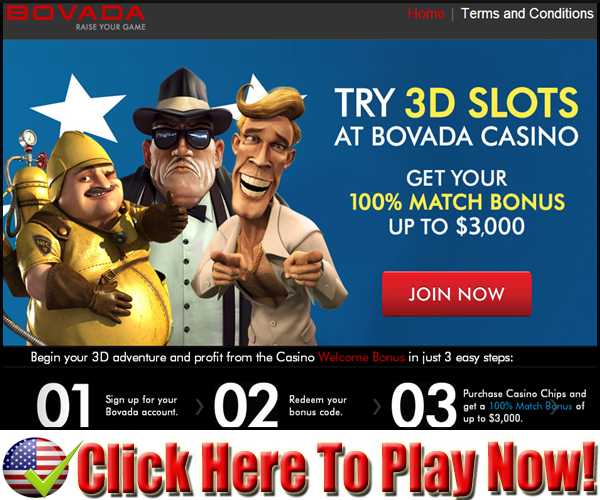 BOVADA
RAISE YOUR GAME
Home | Terms and Conditions
TRY 3D SLOTS
AT BOVADA CASINO
GET YOUR
100% MATCH BONUS
UP TO $3,000
JOIN NOW
Begin your 3D adventure and profit from the Casino Welcome Bonus in just 3 easy steps:
01
Sign up for your
Bovada account.
02
Redeem your
bonus code.
03
Purchase Casino Chips and
get a 100% Match Bonus of
up to $3,000.
Click Here To Play Now!